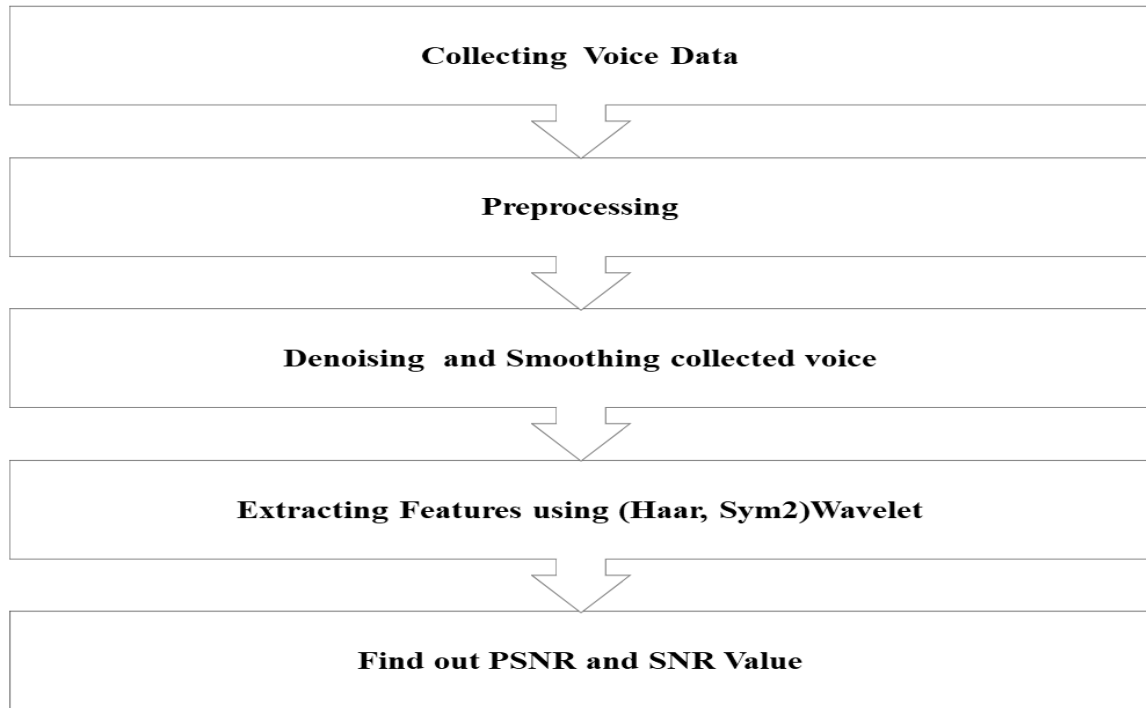 Collecting Voice Data
Preprocessing
Denoising and Smoothing collected voice
Extracting Features using (Haar, Sym2)Wavelet
Find out PSNR and SNR Value